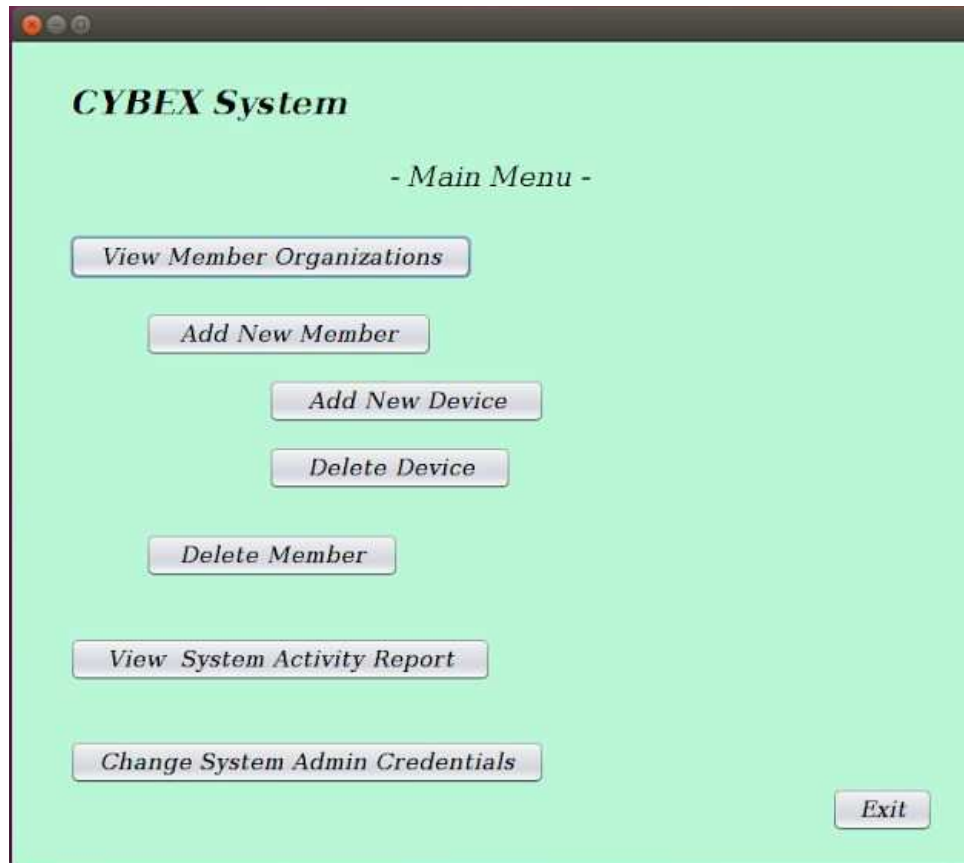 CYBEX System
- Main Menu -
View Member Organizations
Add New Member
Add New Device
Delete Device
Delete Member
View  System Activity Report
Change System Admin Credentials
Exit